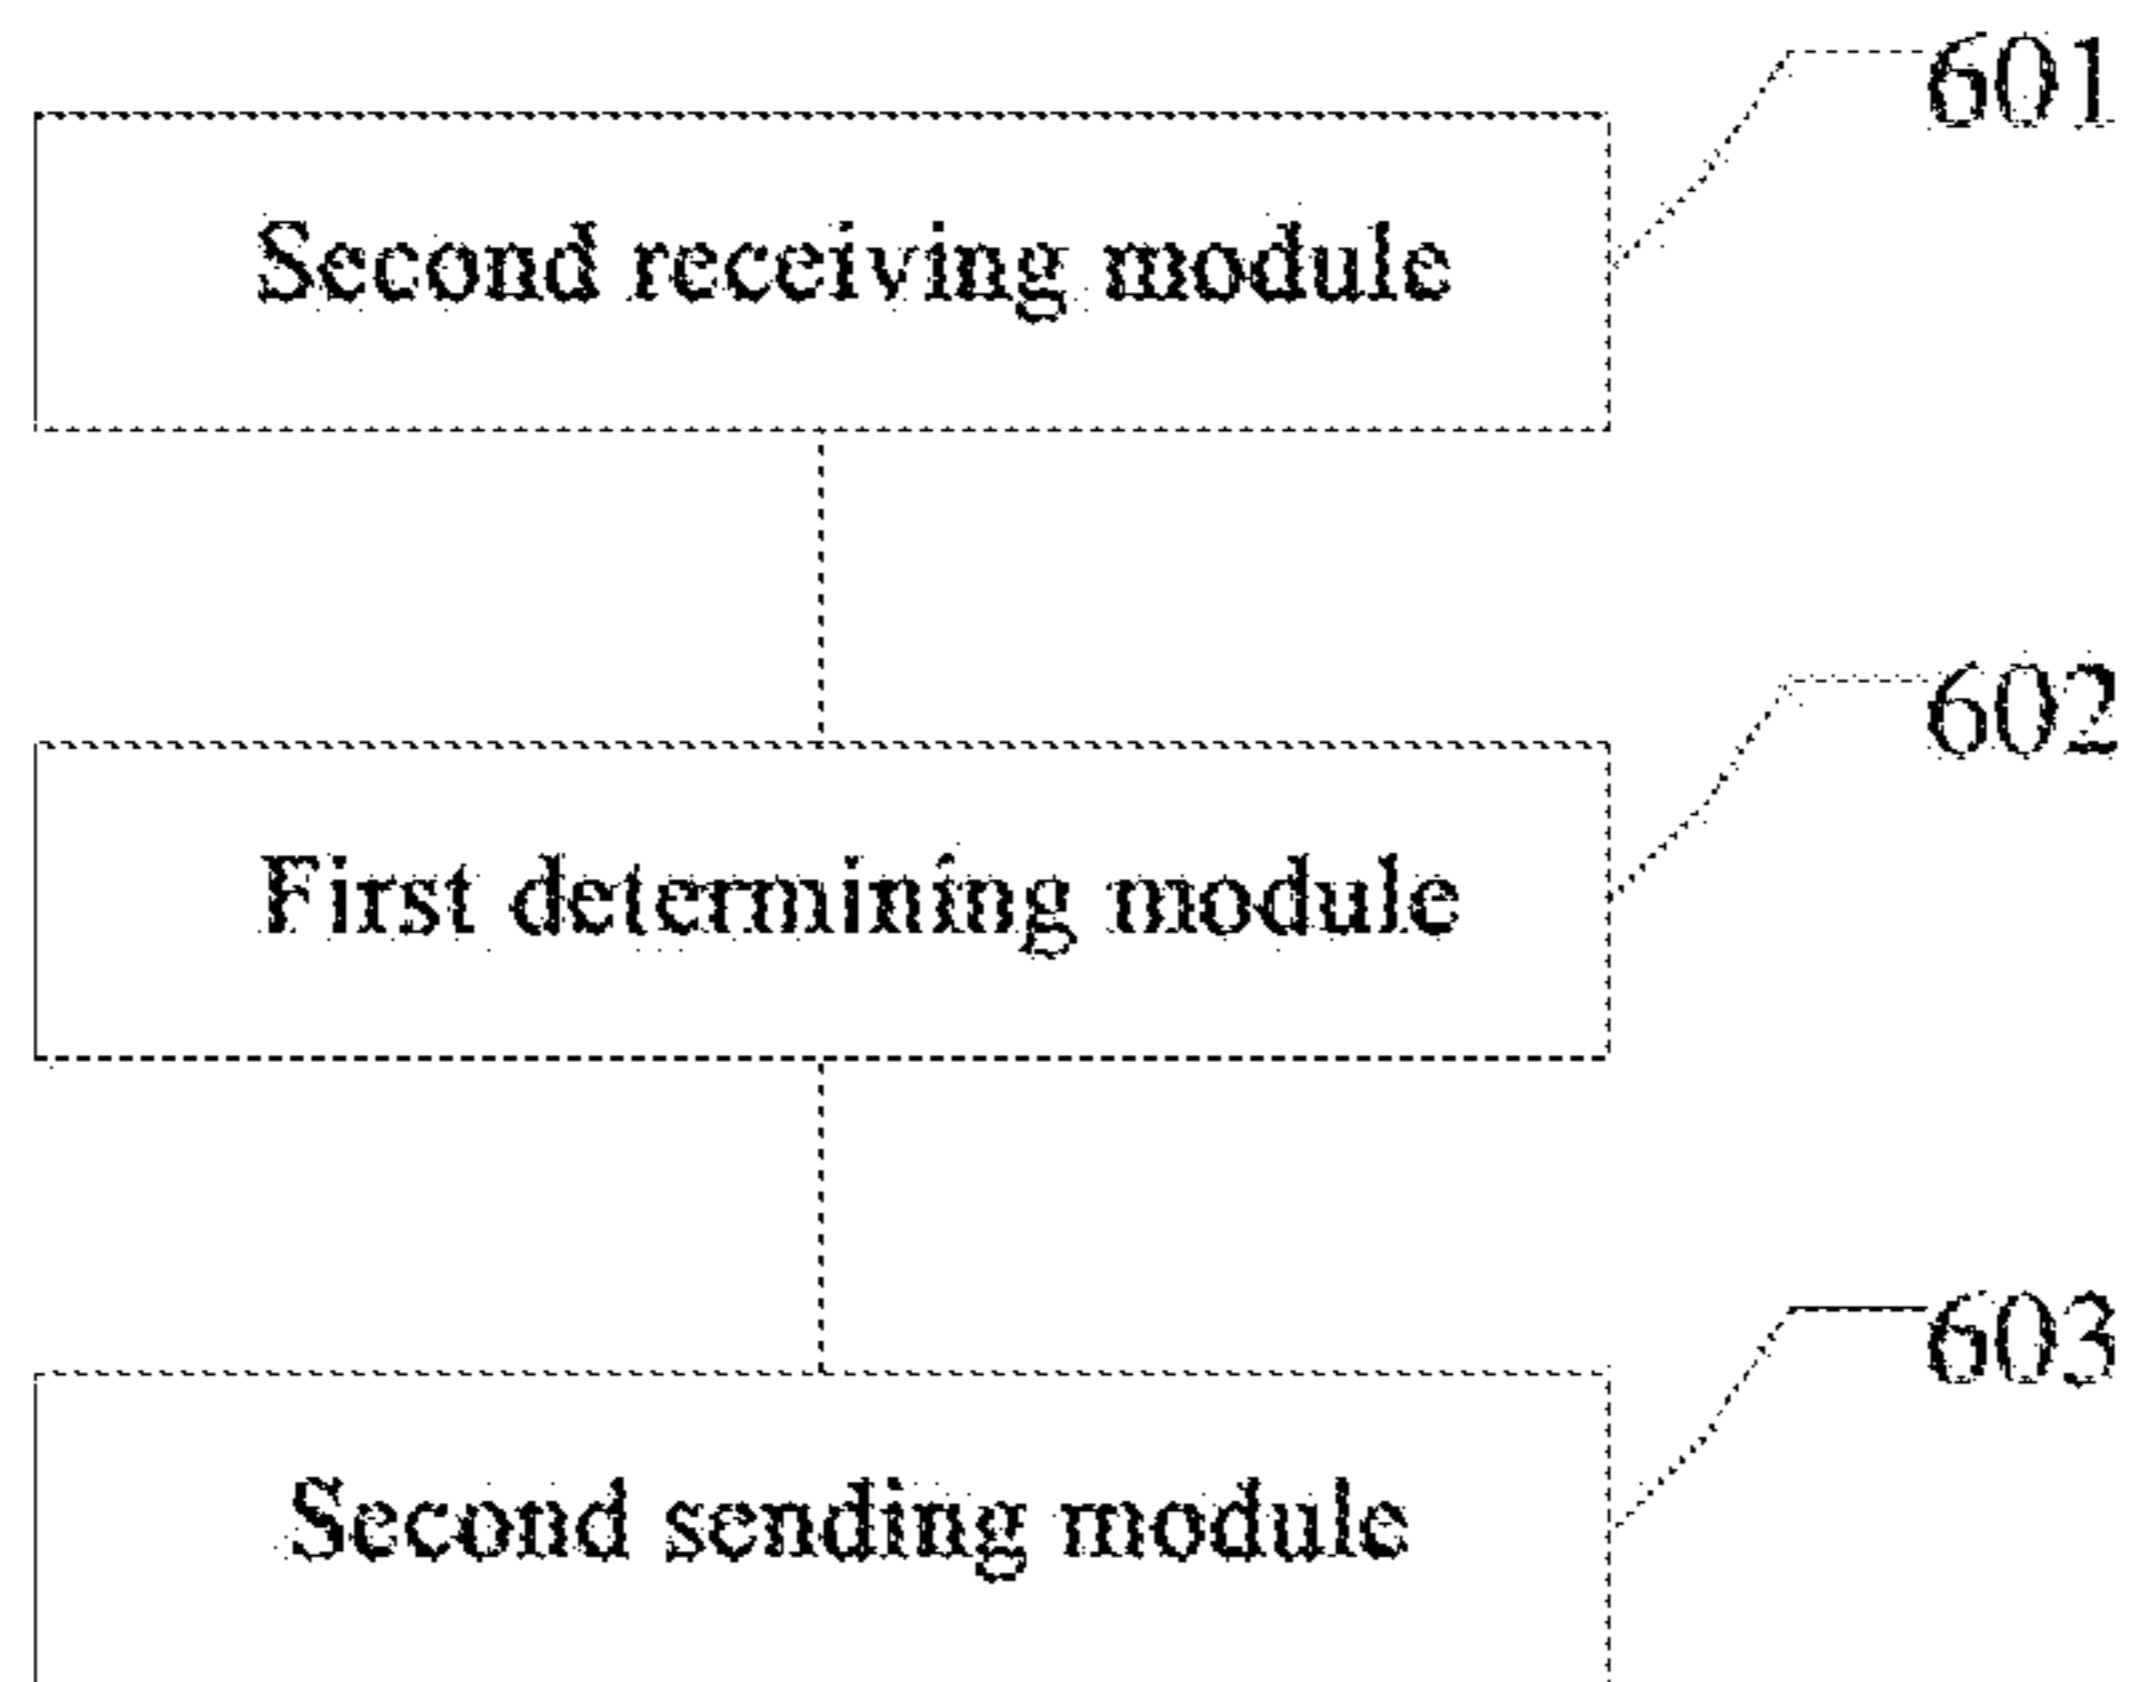 601
Second receiving module
602
First determining module
603
Second sending module